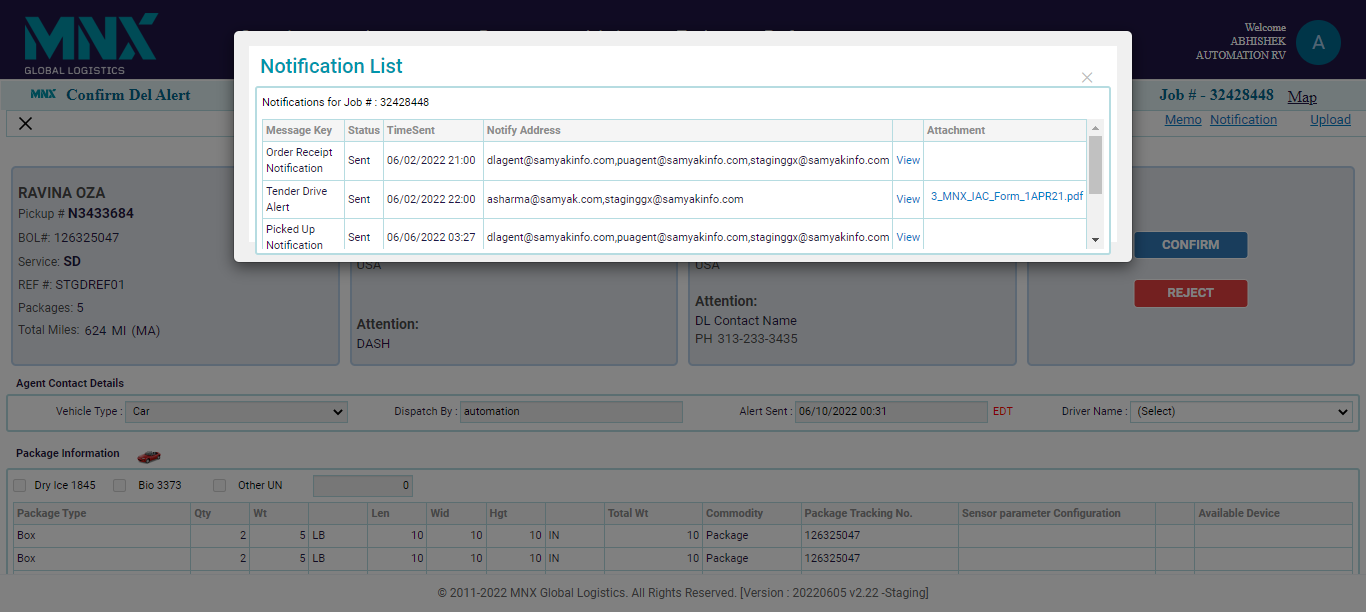 MNX
GLOBAL LOGISTICS
Welcome
ABHISHEK
AUTOMATION RV
A
MNX Confirm Del Alert
Job # - 32428448 Map
Memo Notification Upload
Notification List
×
Notifications for Job # : 32428448
Message Key Status TimeSent Notify Address Attachment
Order Receipt Notification Sent 06/02/2022 21:00 dlagent@samyakinfo.com,puagent@samyakinfo.com,staginggx@samyakinfo.com View
Tender Drive Alert Sent 06/02/2022 22:00 asharma@samyak.com,staginggx@samyakinfo.com View 3_MNX_IAC_Form_1APR21.pdf
Picked Up Notification Sent 06/06/2022 03:27 dlagent@samyakinfo.com,puagent@samyakinfo.com,staginggx@samyakinfo.com View
RAVINA OZA
Pickup # N3433684
BOL#: 126325047
Service: SD
REF #: STGDREF01
Packages: 5
Total Miles: 624 MI (MA)
USA
Attention:
DASH
USA
Attention:
DL Contact Name
PH 313-233-3435
CONFIRM
REJECT
Agent Contact Details
Vehicle Type : Car Dispatch By : automation Alert Sent : 06/10/2022 00:31 EDT Driver Name : (Select)
Package Information
Dry Ice 1845 Bio 3373 Other UN 0
Package Type Qty Wt Len Wid Hgt Total Wt Commodity Package Tracking No. Sensor parameter Configuration Available Device
Box 2 5 LB 10 10 10 IN 10 Package 126325047
Box 2 5 LB 10 10 10 IN 10 Package 126325047
© 2011-2022 MNX Global Logistics. All Rights Reserved. [Version : 20220605 v2.22 -Staging]